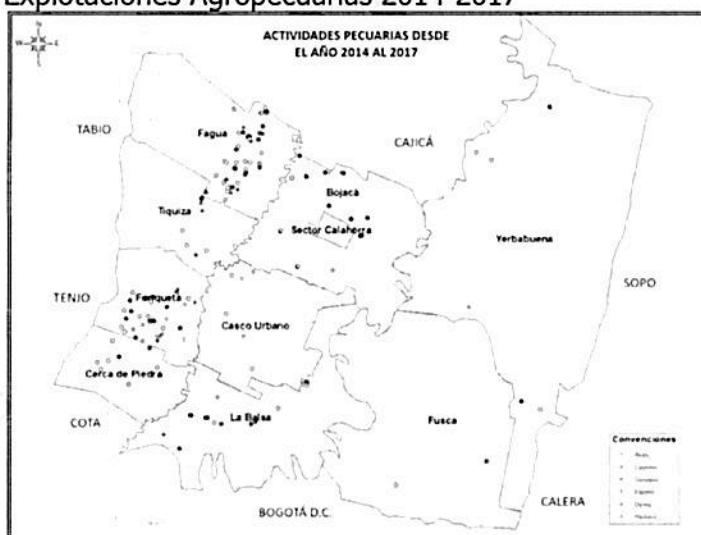 Explotaciones Agropecuarias 2014-2017
ACTIVIDADES PECUARIAS DESDE
EL AÑO 2014 AL 2017
N
W
E
S
TABIO
CAJICÁ
Fagua
Bojacá
Tiquiza
Sector Calahorra
Yerbabuena
SOPO
TENJO
Fonqueta
Casco Urbano
Cerca de Piedra
COTA
La Balsa
Fusca
Convenciones
CALERA
BOGOTÁ D.C.